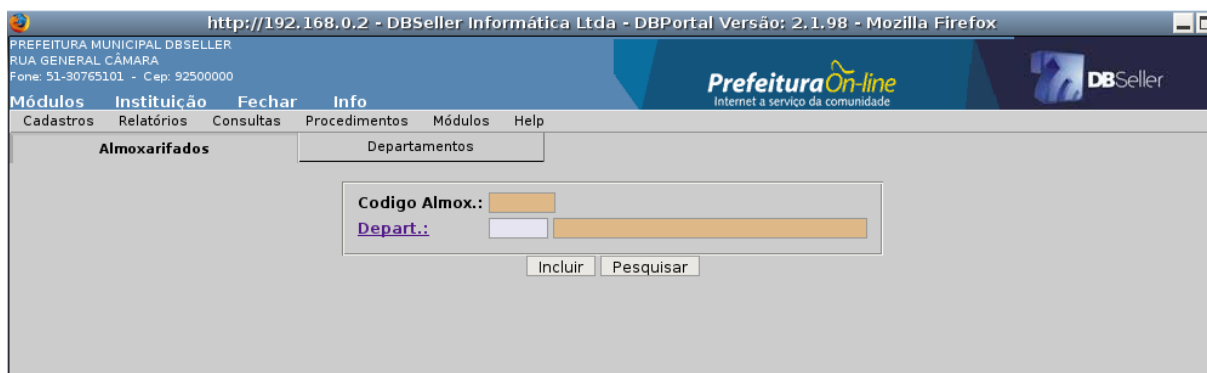 http://192.168.0.2 - DBSeller Informática Ltda - DBPortal Versão: 2.1.98 - Mozilla Firefox
PREFEITURA MUNICIPAL DBSELLER
RUA GENERAL CÂMARA
Fone: 51-30765101 - Cep: 92500000
Prefeitura On-line
Internet a serviço da comunidade
DBSeller
Módulos Instituição Fechar Info
Cadastros Relatórios Consultas Procedimentos Módulos Help
Almoxarifados Departamentos
Codigo Almox.:
Depart.:
Incluir Pesquisar